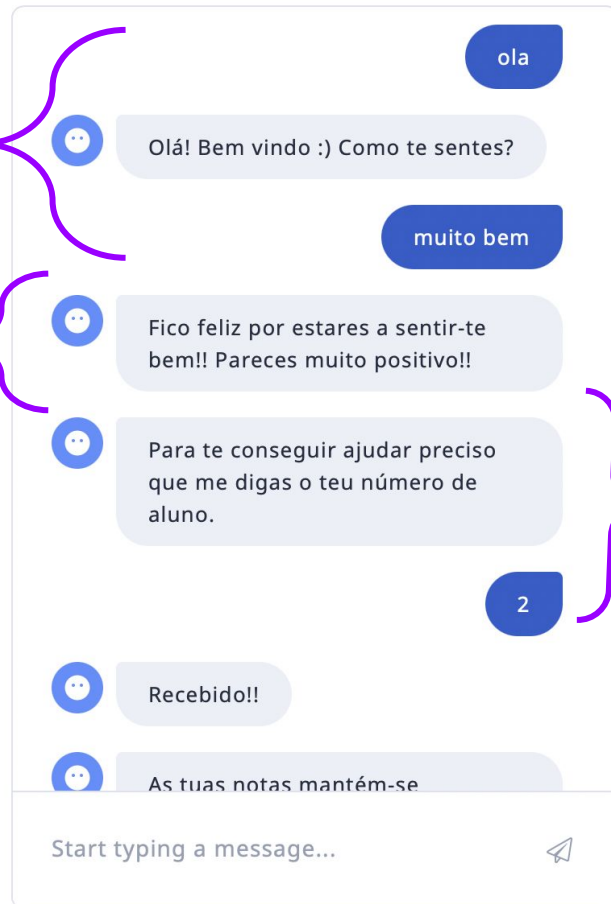 ola
Olá! Bem vindo :) Como te sentes?
muito bem
Fico feliz por estares a sentir-te
bem!! Pareces muito positivo!!
Para te conseguir ajudar preciso
que me digas o teu número de
aluno.
2
Recebido!!
As tuas notas mantém-se
Start typing a message...